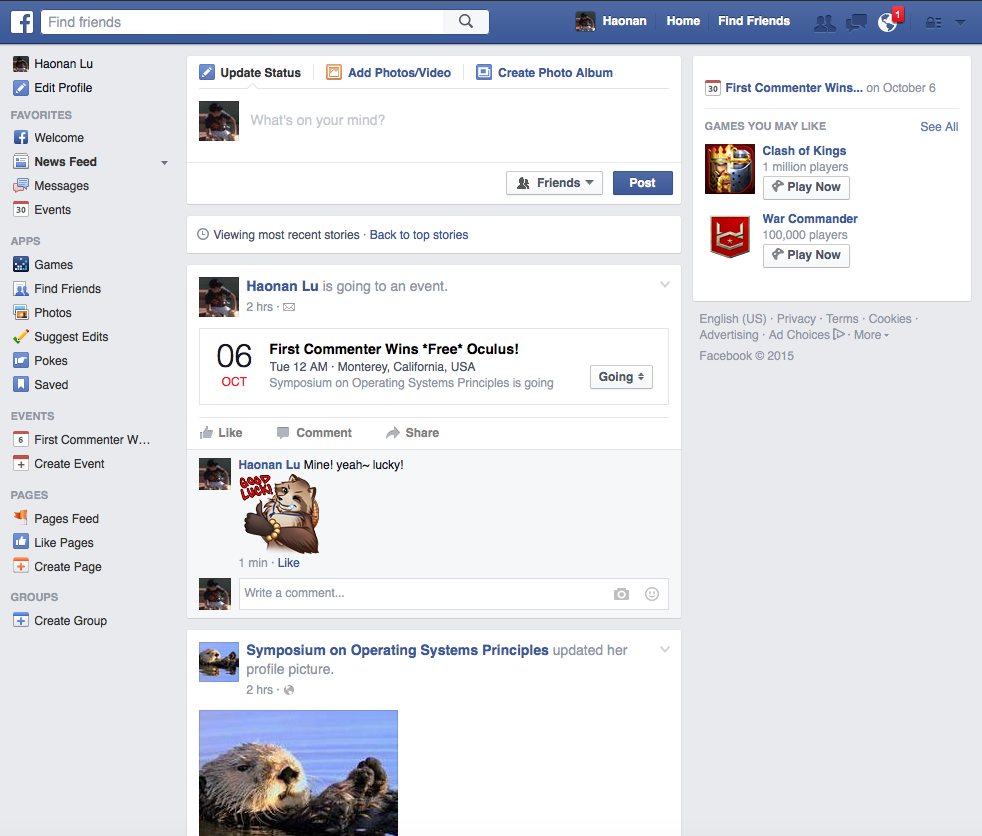 f
Find friends
Haonan
Home
Find Friends
1
Haonan Lu
Edit Profile
FAVORITES
Welcome
News Feed
Messages
30 Events
APPS
Games
Find Friends
Photos
Suggest Edits
Pokes
Saved
EVENTS
6 First Commenter W...
Create Event
PAGES
Pages Feed
Like Pages
Create Page
GROUPS
Create Group
Update Status
Add Photos/Video
Create Photo Album
What's on your mind?
Friends
Post
Viewing most recent stories · Back to top stories
Haonan Lu is going to an event.
2 hrs ·
06
OCT
First Commenter Wins *Free* Oculus!
Tue 12 AM · Monterey, California, USA
Symposium on Operating Systems Principles is going
Going
Like
Comment
Share
Haonan Lu Mine! yeah~ lucky!
GOOD
LUCK!
1 min · Like
Write a comment...
Symposium on Operating Systems Principles updated her
profile picture.
2 hrs ·
30 First Commenter Wins... on October 6
GAMES YOU MAY LIKE
See All
Clash of Kings
1 million players
Play Now
War Commander
100,000 players
Play Now
English (US) · Privacy · Terms · Cookies ·
Advertising · Ad Choices · More
Facebook © 2015